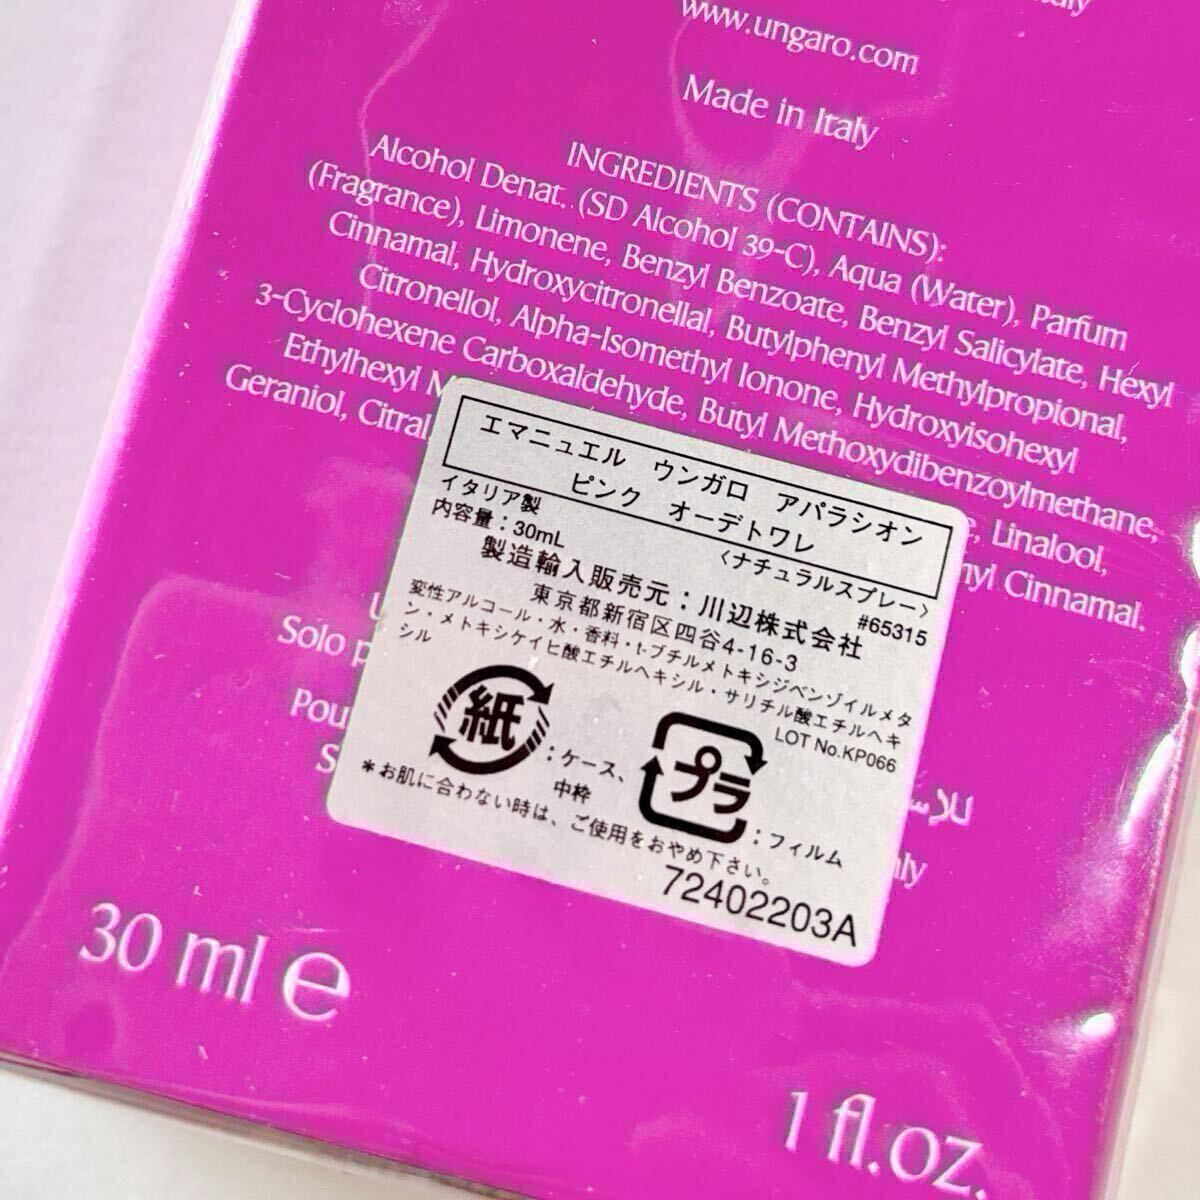 Italy
www.ungaro.com
Made in Italy
INGREDIENTS (CONTAINS):
Alcohol Denat. (SD Alcohol 39-C), Aqua (Water), Parfum
(Fragrance), Limonene, Benzyl Benzoate, Benzyl Salicylate, Hexyl
Cinnamal, Hydroxycitronellal, Butylphenyl Methylpropional,
Citronellol, Alpha-Isomethyl Ionone, Hydroxyisohexyl
3-Cyclohexene Carboxaldehyde, Butyl Methoxydibenzoylmethane,
Ethylhexyl M Linalool,
Geraniol, Citral nyl Cinnamal.
エマニュエル ウンガロ アパラシオン
ピンク オーデトワレ
〈ナチュラルスプレー〉
イタリア製
#65315
内容量：30mL
製造輸入販売元：川辺株式会社
東京都新宿区四谷4-16-3
変性アルコール・水・香料・t-ブチルメトキシジベンゾイルメタ
ン・メトキシケイヒ酸エチルヘキシル・サリチル酸エチルヘキ
シル
LOT No.KP066
紙 ：ケース、
中枠
プラ ：フィルム
*お肌に合わない時は、ご使用をおやめ下さい。
72402203A
Solo p
Pou
للإس
nly
30 ml e
1 fl.oz.